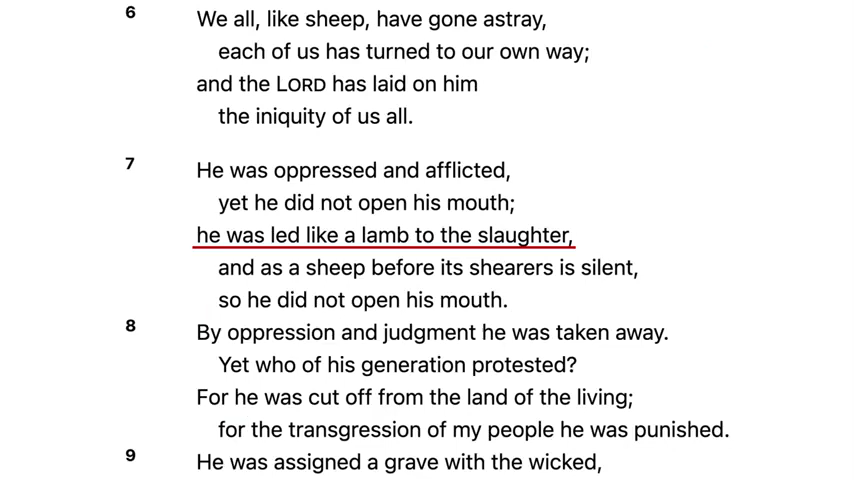 6 We all, like sheep, have gone astray,
each of us has turned to our own way;
and the LORD has laid on him
the iniquity of us all.
7 He was oppressed and afflicted,
yet he did not open his mouth;
he was led like a lamb to the slaughter,
and as a sheep before its shearers is silent,
so he did not open his mouth.
8 By oppression and judgment he was taken away.
Yet who of his generation protested?
For he was cut off from the land of the living;
for the transgression of my people he was punished.
9 He was assigned a grave with the wicked,